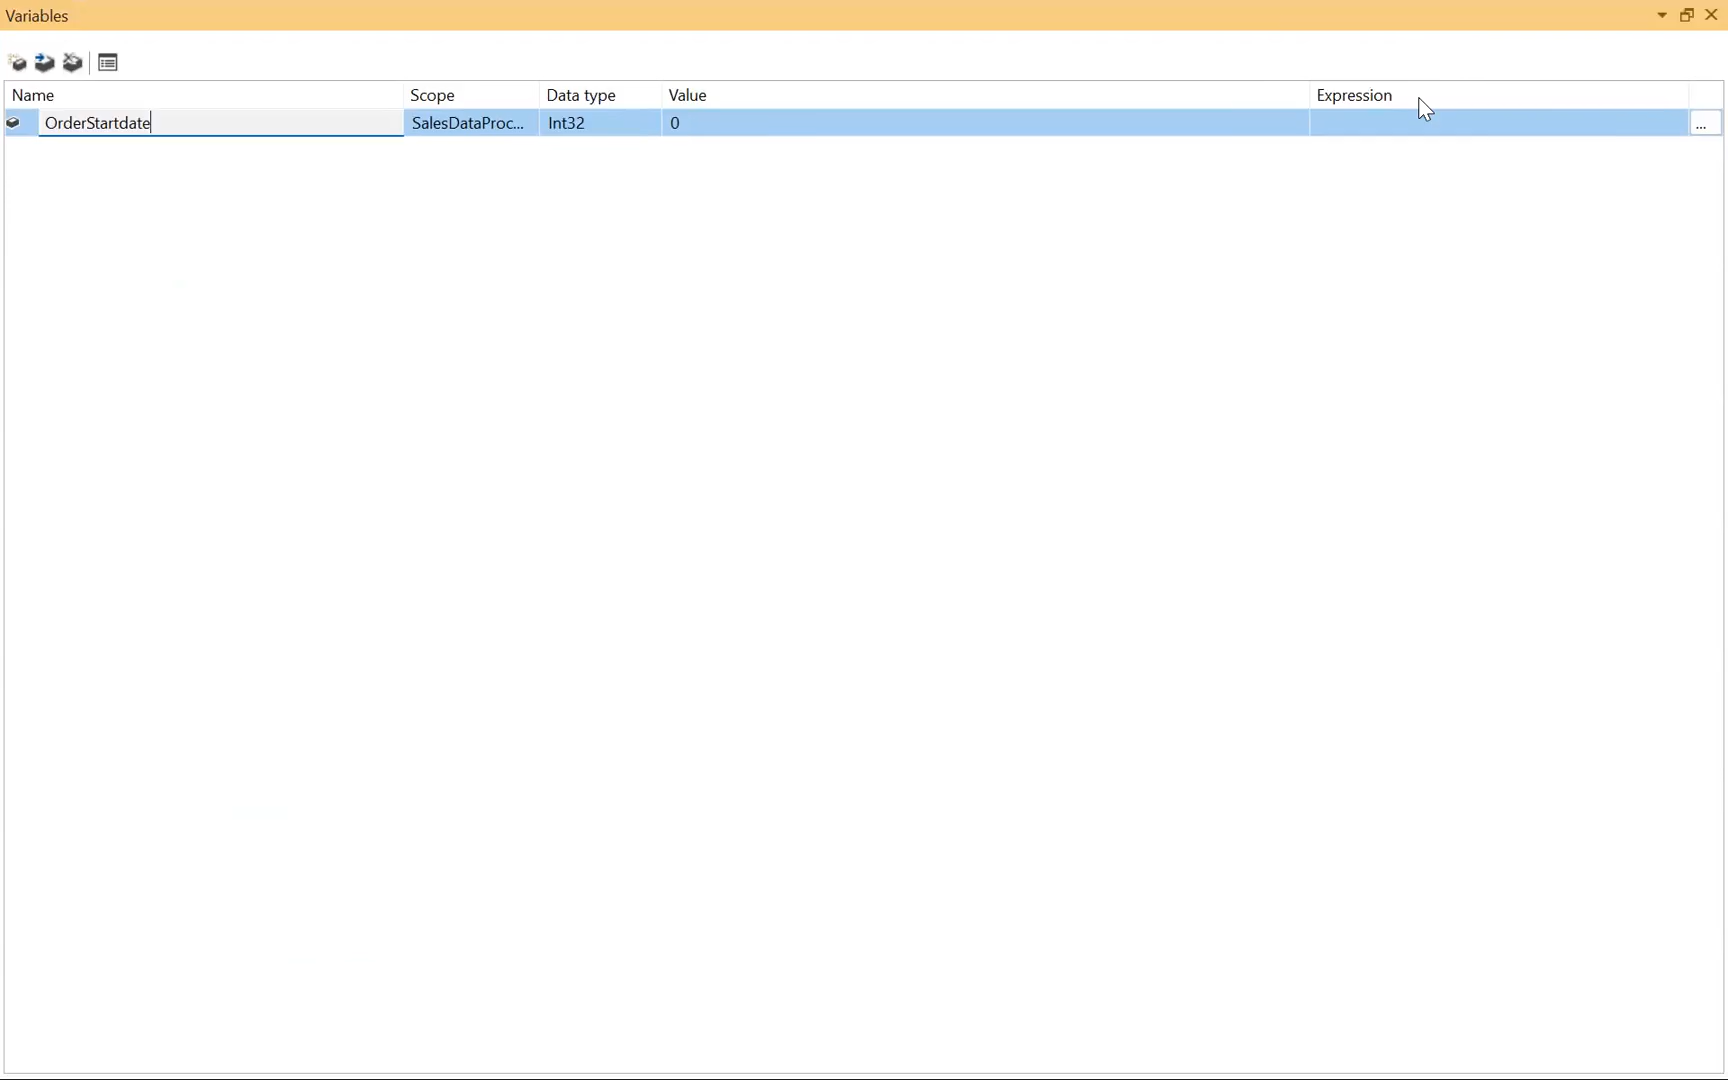 Variables
Name Scope Data type Value Expression
OrderStartdate SalesDataProc... Int32 0 ...